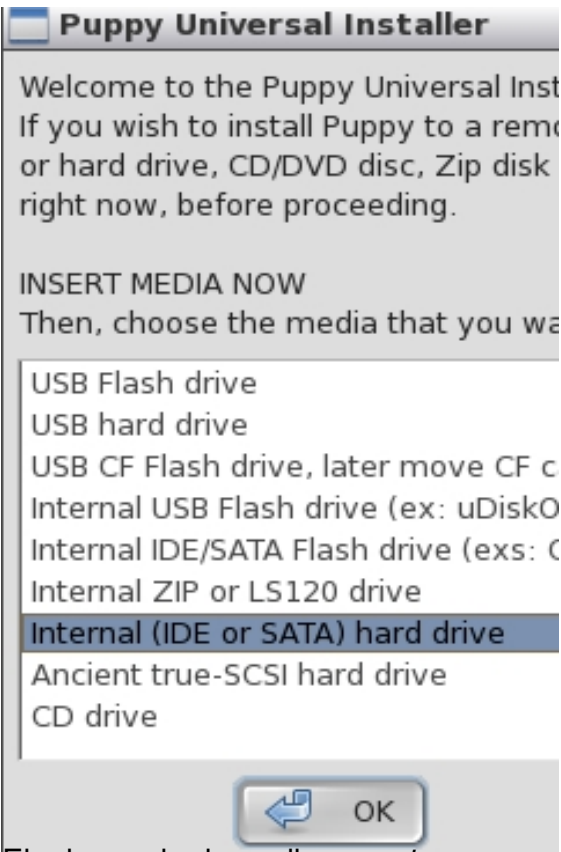 Puppy Universal Installer
Welcome to the Puppy Universal Inst
If you wish to install Puppy to a remo
or hard drive, CD/DVD disc, Zip disk
right now, before proceeding.
INSERT MEDIA NOW
Then, choose the media that you wa
USB Flash drive
USB hard drive
USB CF Flash drive, later move CF c
Internal USB Flash drive (ex: uDiskO
Internal IDE/SATA Flash drive (exs: C
Internal ZIP or LS120 drive
Internal (IDE or SATA) hard drive
Ancient true-SCSI hard drive
CD drive
OK